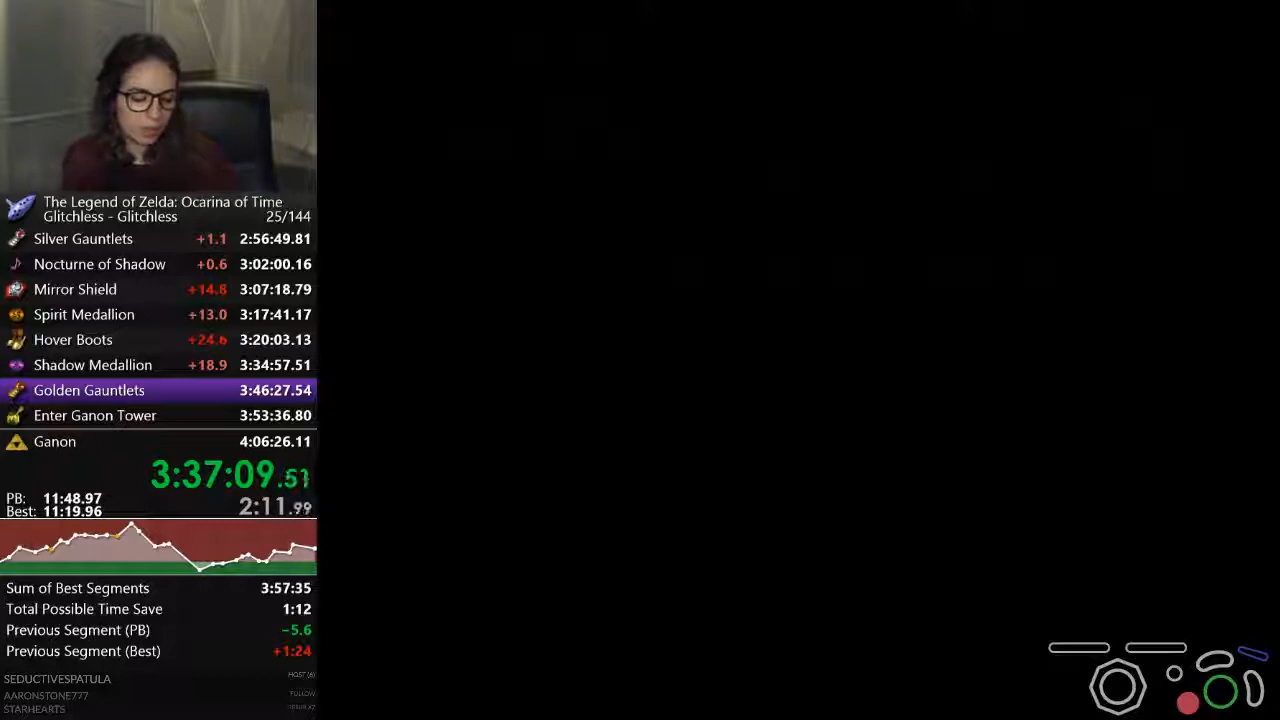 The Legend of Zelda: Ocarina of Time
Glitchless - Glitchless 25/144
Silver Gauntlets +1.1 2:56:49.81
Nocturne of Shadow +0.6 3:02:00.16
Mirror Shield +14.8 3:07:18.79
Spirit Medallion +13.0 3:17:41.17
Hover Boots +24.6 3:20:03.13
Shadow Medallion +18.9 3:34:57.51
Golden Gauntlets 3:46:27.54
Enter Ganon Tower 3:53:36.80
Ganon 4:06:26.11
3:37:09.51
PB: 11:48.97
Best: 11:19.96 2:11.99
Sum of Best Segments 3:57:35
Total Possible Time Save 1:12
Previous Segment (PB) -5.6
Previous Segment (Best) +1:24
SEDUCTIVESPATULA
AARONSTONE777 FOLLOW
STARHEARTS